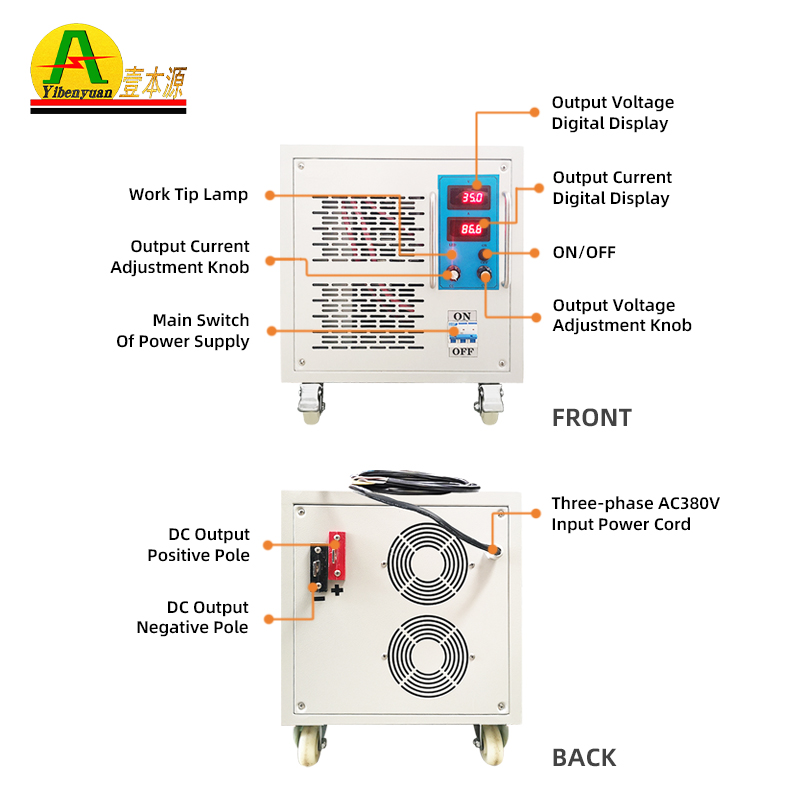 A
Yibenyuan
壹本源
Output Voltage
Digital Display
Output Current
Digital Display
Work Tip Lamp
35.0
86.8
Output Current
Adjustment Knob
ON/OFF
Main Switch
Of Power Supply
Output Voltage
Adjustment Knob
ON
OFF
FRONT
Three-phase AC380V
Input Power Cord
DC Output
Positive Pole
DC Output
Negative Pole
- +
BACK